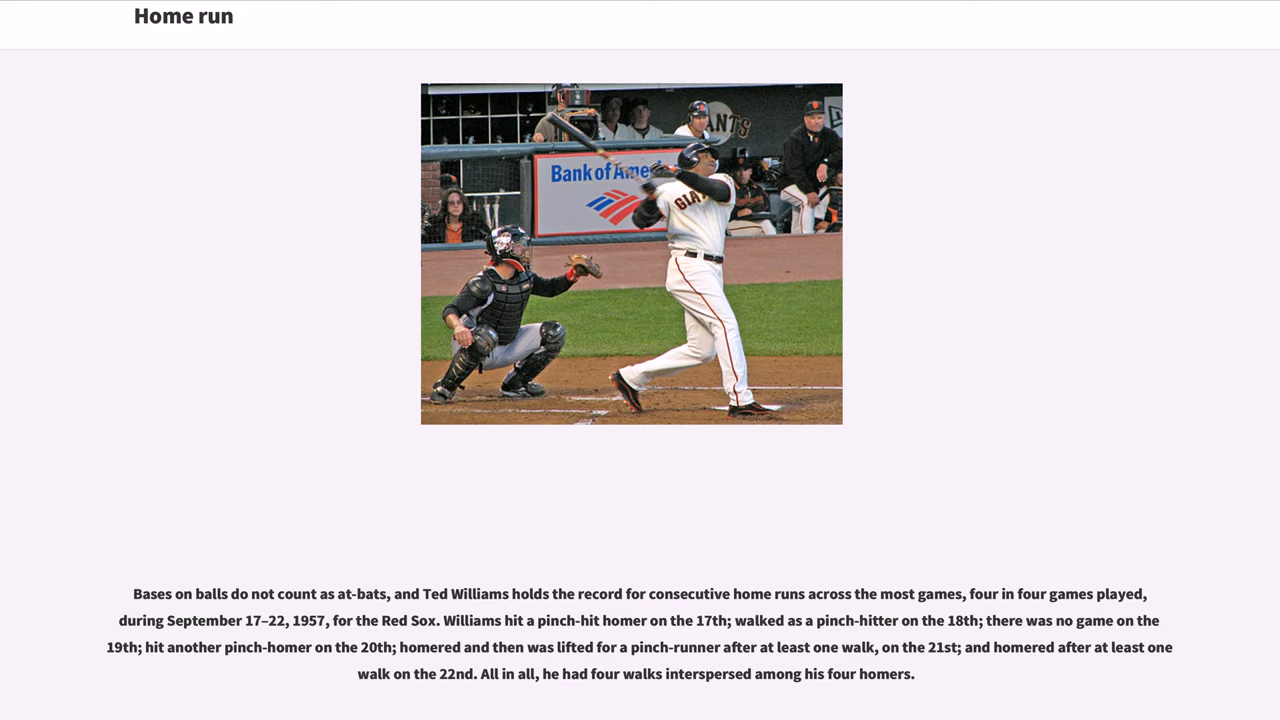 Home run
ANTS
Bank of Ame
GIA
Bases on balls do not count as at-bats, and Ted Williams holds the record for consecutive home runs across the most games, four in four games played,
during September 17–22, 1957, for the Red Sox. Williams hit a pinch-hit homer on the 17th; walked as a pinch-hitter on the 18th; there was no game on the
19th; hit another pinch-homer on the 20th; homered and then was lifted for a pinch-runner after at least one walk, on the 21st; and homered after at least one
walk on the 22nd. All in all, he had four walks interspersed among his four homers.